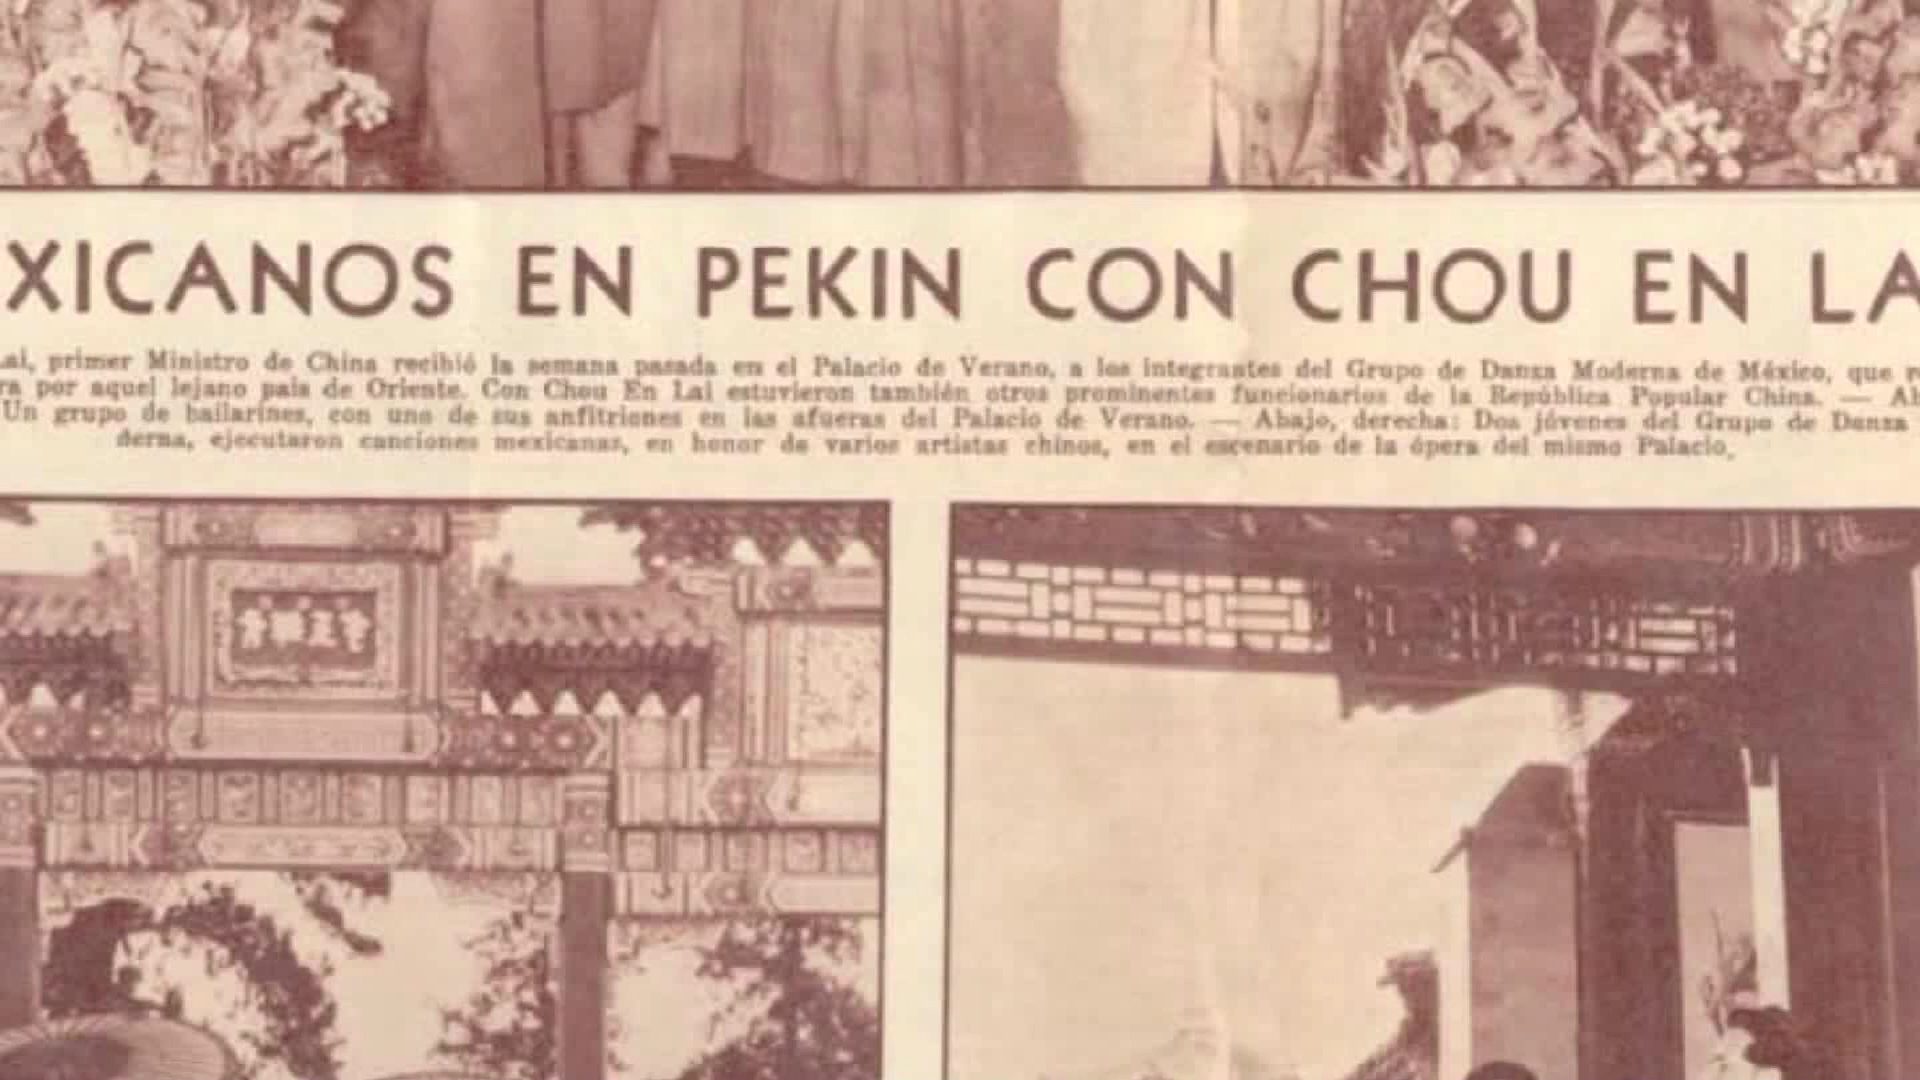 XICANOS EN PEKIN CON CHOU EN LA
ai, primer Ministro de China recibió la semana pasada en el Palacio de Verano, a los integrantes del Grupo de Danza Moderna de México, que
ra por aquel lejano país de Oriente. Con Chou En Lai estuvieron también otros prominentes funcionarios de la República Popular China. — Ab
Un grupo de bailarines, con uno de sus anfitriones en las afueras del Palacio de Verano. — Abajo, derecha: Dos jóvenes del Grupo de Danza
derna, ejecutaron canciones mexicanas, en honor de varios artistas chinos, en el escenario de la ópera del mismo Palacio.